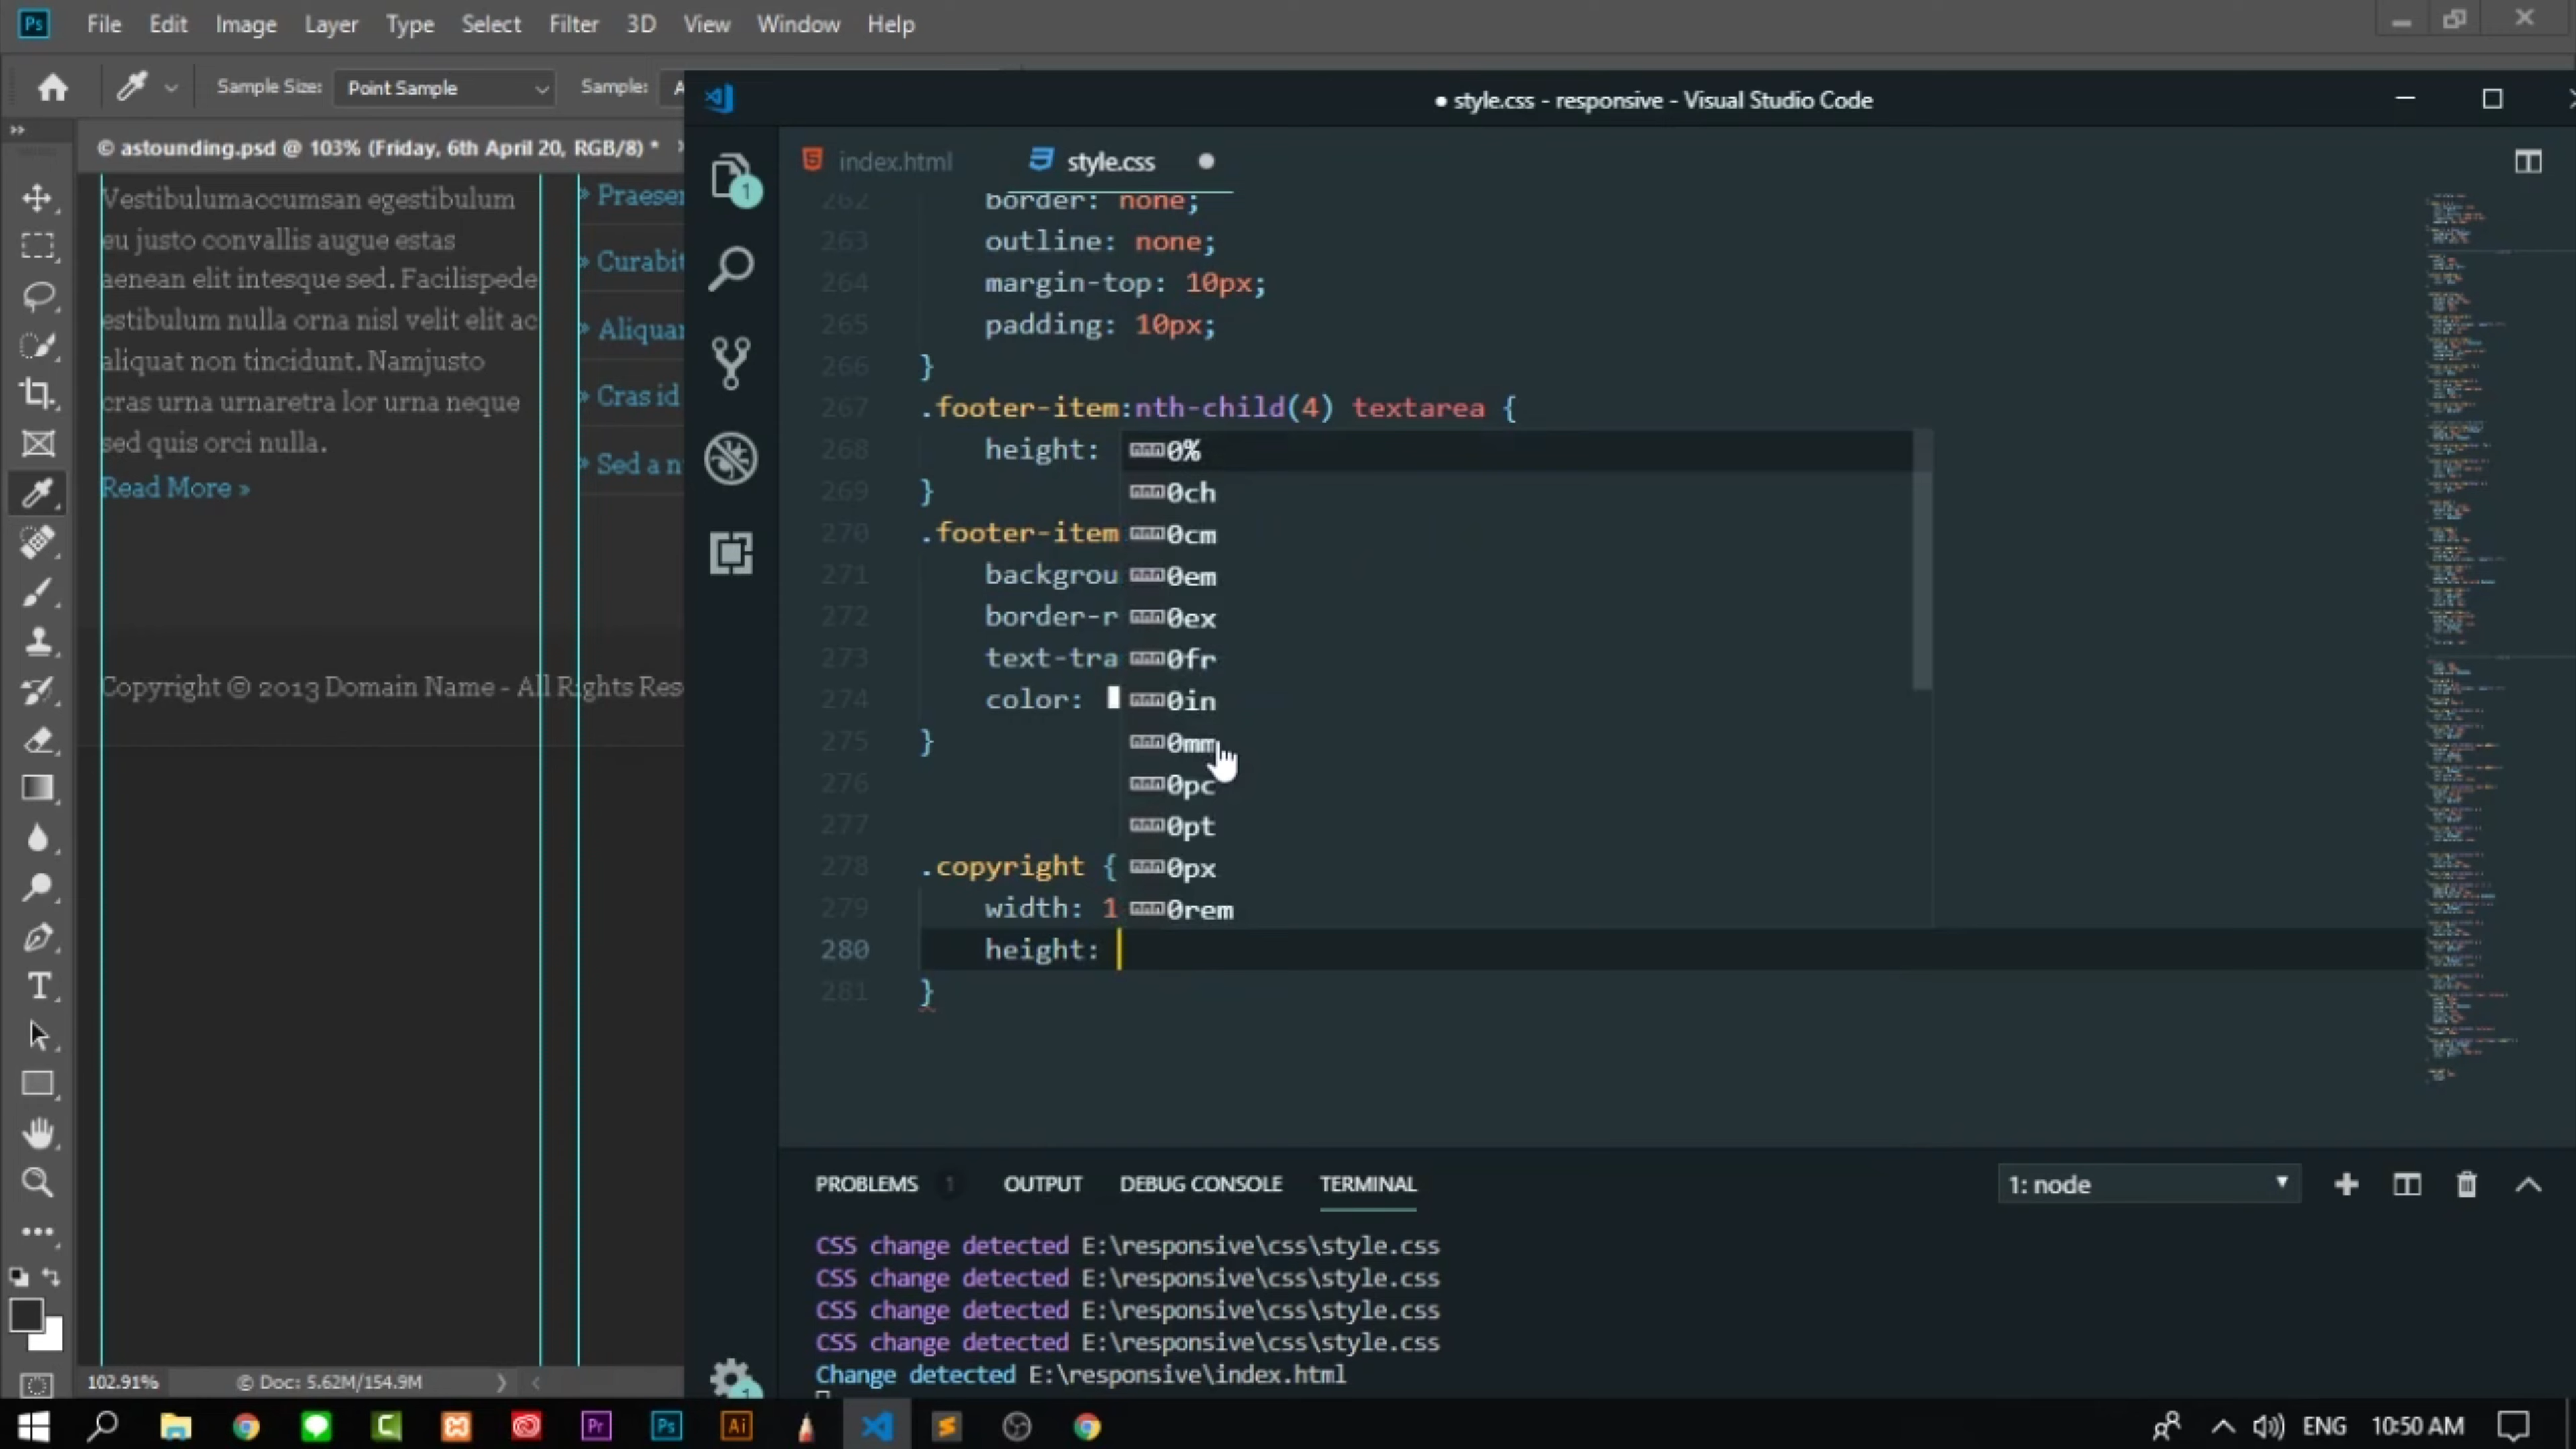 Ps File Edit Image Layer Type Select Filter 3D View Window Help
Sample Size: Point Sample Sample:
© astounding.psd @ 103% (Friday, 6th April 20, RGB/8) *
Vestibulumaccumsan egestibulum
eu justo convallis augue estas
aenean elit intesque sed. Facilispede
estibulum nulla orna nisl velit elit ac
aliquat non tincidunt. Namjusto
cras urna urnaretra lor urna neque
sed quis orci nulla.
Read More »
» Praesen
» Curabit
» Aliquan
» Cras id
» Sed a n
Copyright © 2013 Domain Name - All Rights Res
102.91% © Doc: 5.62M/154.9M
● style.css - responsive - Visual Studio Code
index.html style.css
1
262 border: none;
263 outline: none;
264 margin-top: 10px;
265 padding: 10px;
266 }
267 .footer-item:nth-child(4) textarea {
268 height:
269 }
270 .footer-item
271 backgrou
272 border-r
273 text-tra
274 color:
275 }
276
277
278 .copyright {
279 width: 1
280 height:
281 }
0%
0ch
0cm
0em
0ex
0fr
0in
0mm
0pc
0pt
0px
0rem
PROBLEMS 1 OUTPUT DEBUG CONSOLE TERMINAL 1: node
CSS change detected E:\responsive\css\style.css
CSS change detected E:\responsive\css\style.css
CSS change detected E:\responsive\css\style.css
CSS change detected E:\responsive\css\style.css
Change detected E:\responsive\index.html
1
Pr Ps Ai ENG 10:50 AM